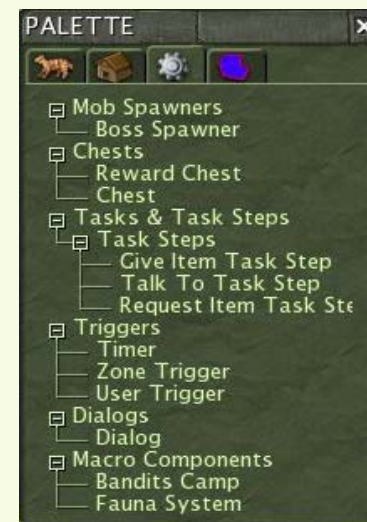 PALETTE
Mob Spawners
Boss Spawner
Chests
Reward Chest
Chest
Tasks & Task Steps
Task Steps
Give Item Task Step
Talk To Task Step
Request Item Task Ste
Triggers
Timer
Zone Trigger
User Trigger
Dialogs
Dialog
Macro Components
Bandits Camp
Fauna System